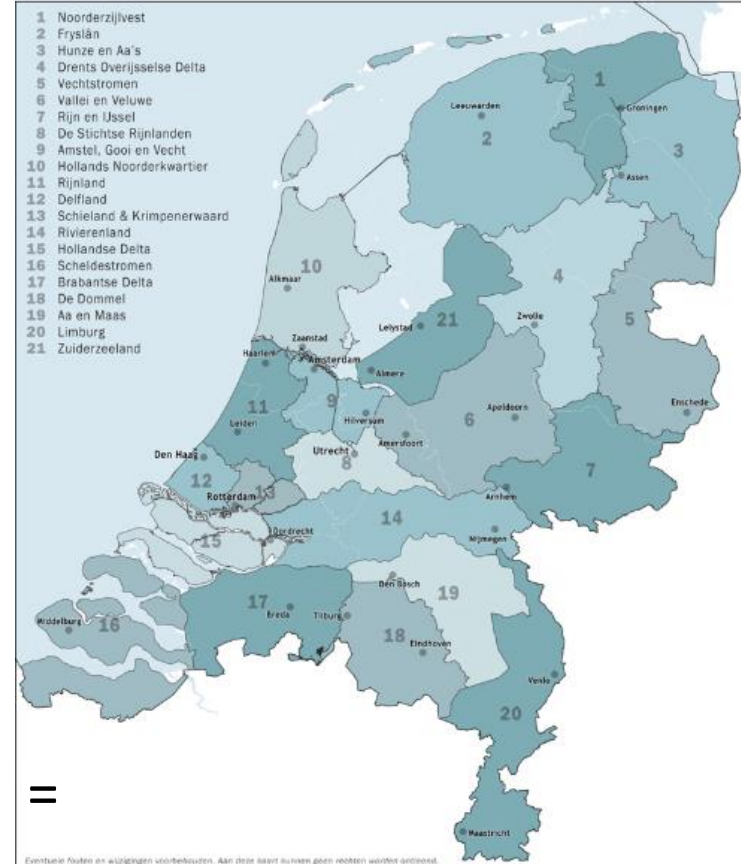 1 Noorderzijlvest
2 Fryslân
3 Hunze en Aa's
4 Drents Overijsselse Delta
5 Vechtstromen
6 Vallei en Veluwe
7 Rijn en IJssel
8 De Stichtse Rijnlanden
9 Amstel, Gooi en Vecht
10 Hollands Noorderkwartier
11 Rijnland
12 Delfland
13 Schieland & Krimpenerwaard
14 Rivierenland
15 Hollandse Delta
16 Scheldestromen
17 Brabantse Delta
18 De Dommel
19 Aa en Maas
20 Limburg
21 Zuiderzeeland
1
Groningen
Leeuwarden
2
3
Assen
10
Alkmaar
4
21
Lelystad
Zwolle
5
Zaanstad
Haarlem
Amsterdam
Almere
9
11
Leiden
Hilversum
6
Apeldoorn
Enschede
Amersfoort
Utrecht
8
Den Haag
12
7
Rotterdam
13
Arnhem
14
Dordrecht
15
Nijmegen
Den Bosch
19
17
Breda
Tilburg
Middelburg
16
18
Eindhoven
Venlo
20
=
Maastricht
Eventuele fouten en wijzigingen voorbehouden. Aan deze kaart kunnen geen rechten worden ontleend.